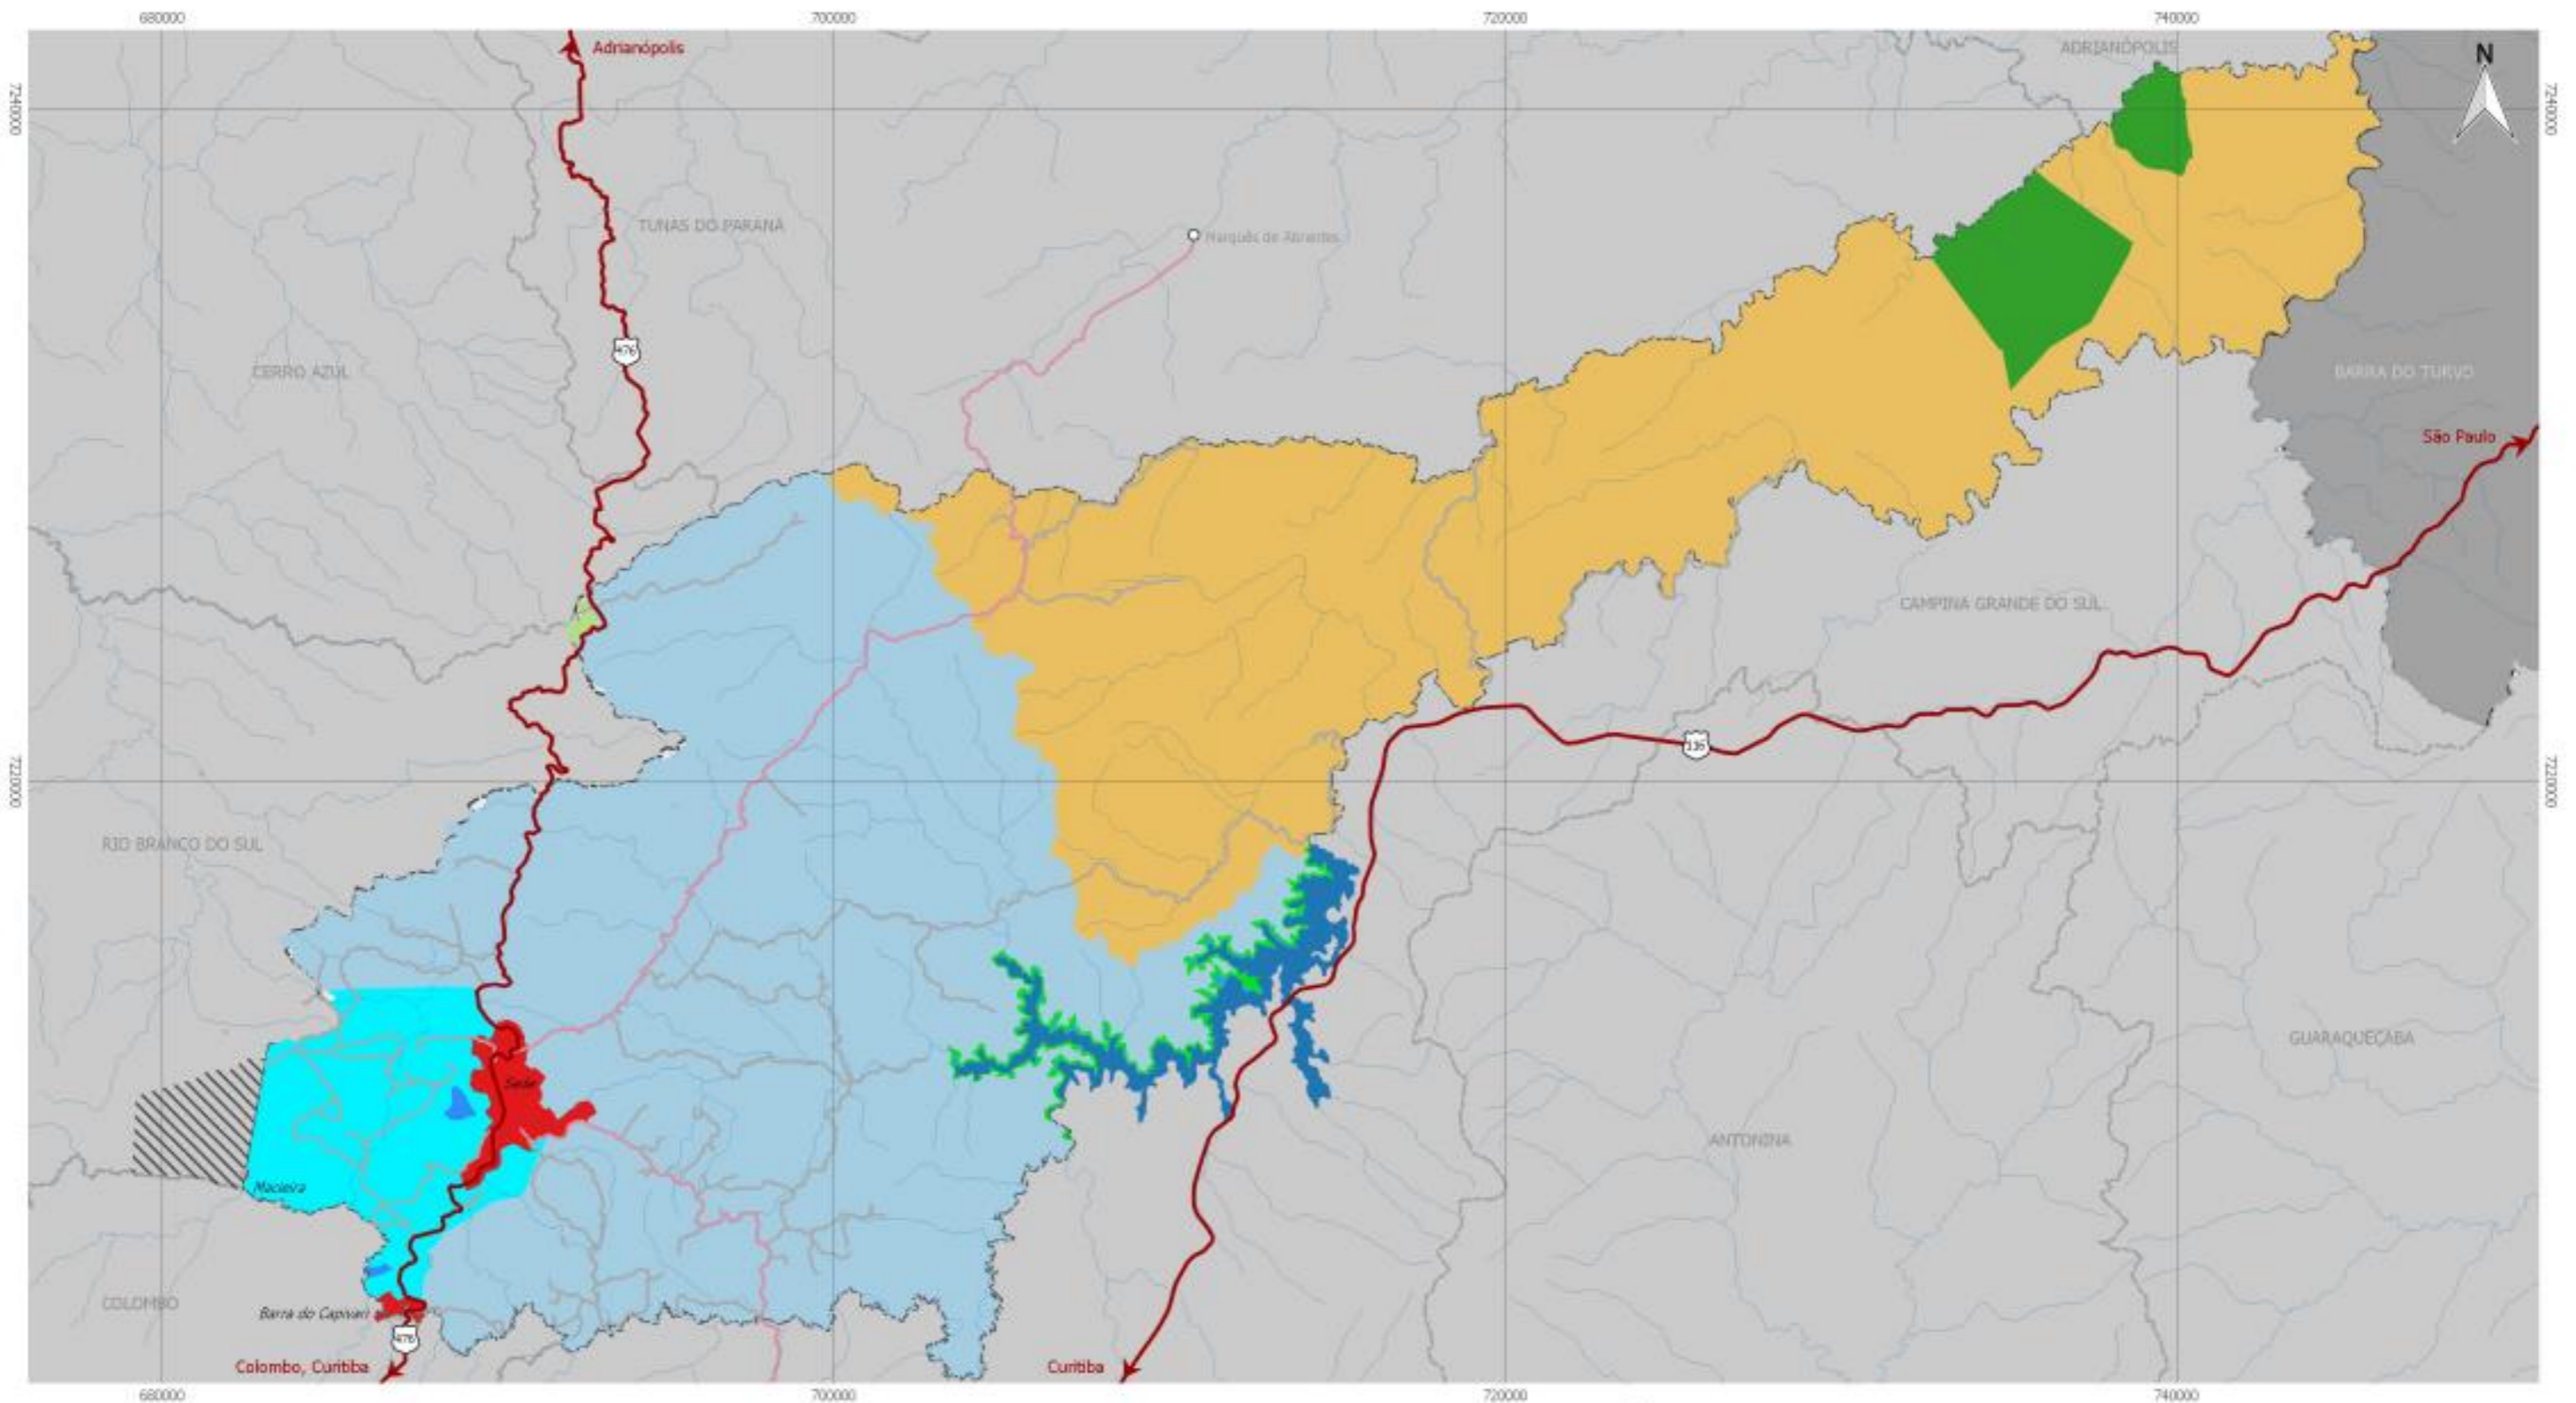 680000
700000
720000
740000
Adrianópolis
ADRIANÓPOLIS
N
7240000
7240000
TUNAS DO PARANÁ
Marquês de Abrantes
476
CERRO AZUL
BARRA DO TURVO
São Paulo
CAMPINA GRANDE DO SUL
116
7220000
7220000
RIO BRANCO DO SUL
GUARAQUEÇABA
Sede
ANTONINA
Macieira
COLOMBO
Barra do Capivari
476
Colombo, Curitiba
Curitiba
680000
700000
720000
740000